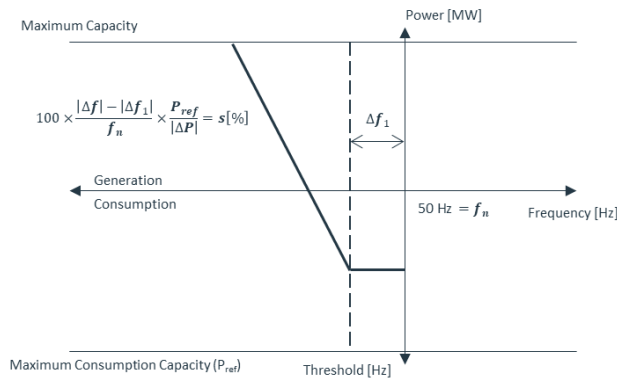 Maximum Capacity
Power [MW]
100 × (|Δf| − |Δf₁|)/fₙ × P_ref/|ΔP| = s[%]
Δf₁
Generation
Consumption
50 Hz = fₙ
Frequency [Hz]
Maximum Consumption Capacity (P_ref)
Threshold [Hz]